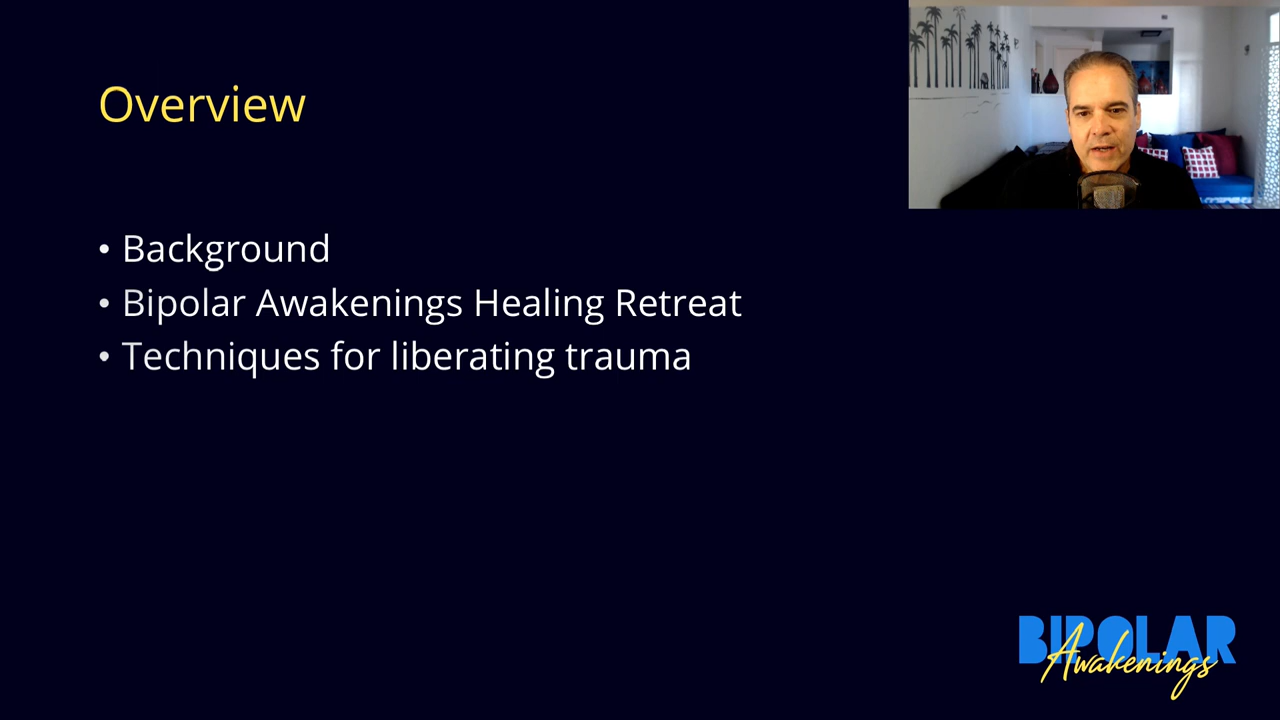 Overview
• Background
• Bipolar Awakenings Healing Retreat
• Techniques for liberating trauma
BIPOLAR
Awakenings